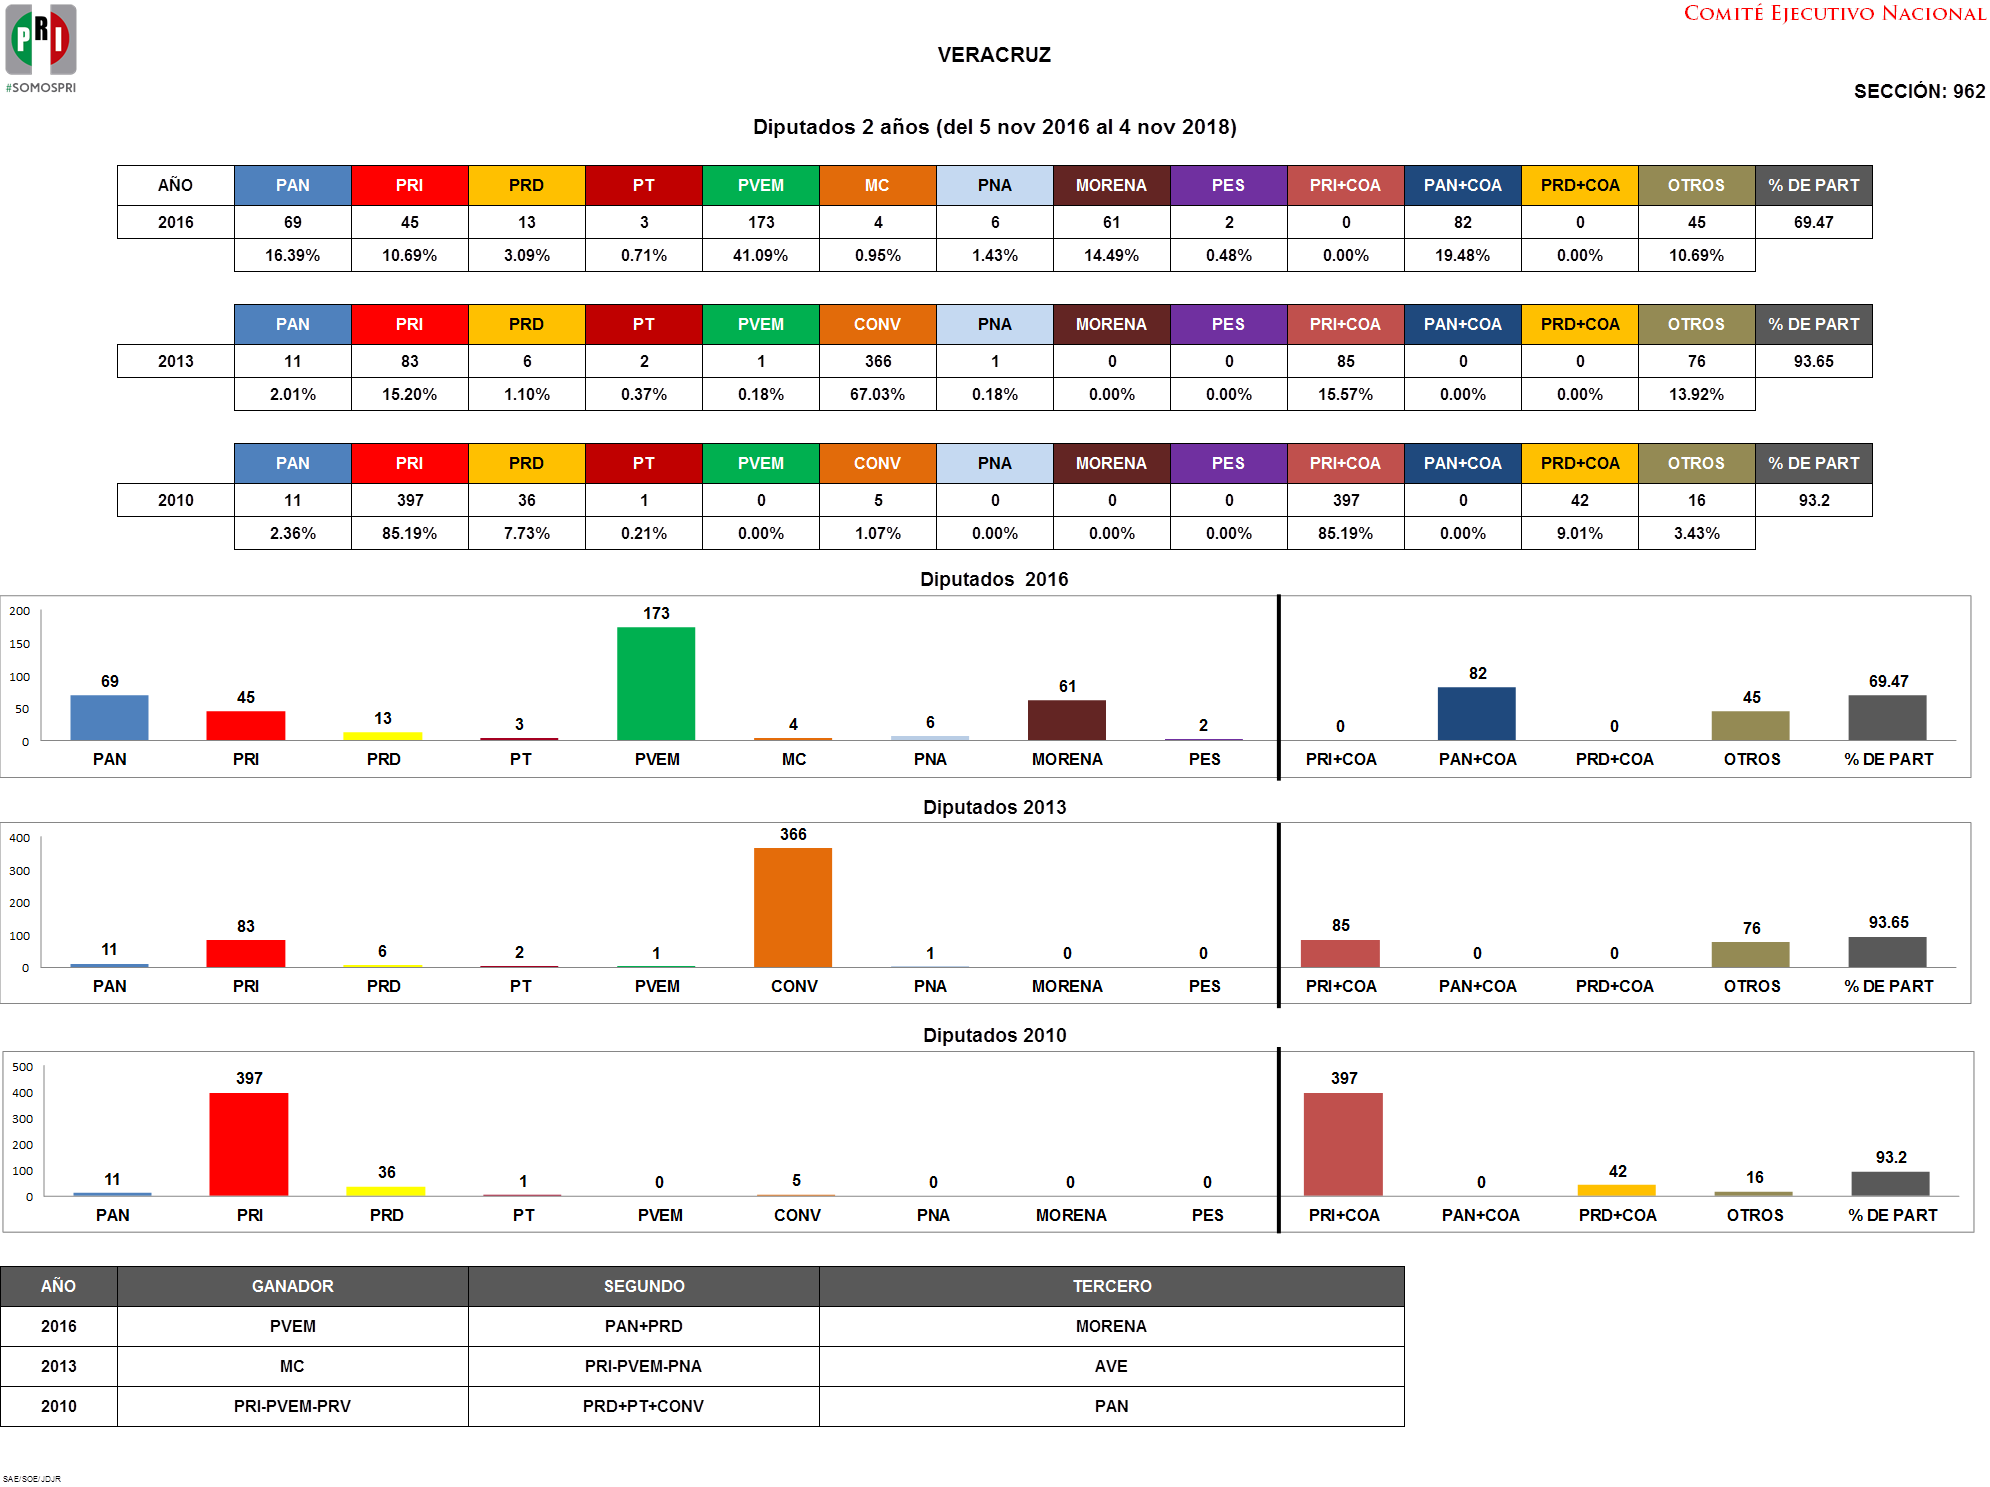 PRI
#SOMOSPRI
COMITÉ EJECUTIVO NACIONAL
VERACRUZ
SECCIÓN: 962
Diputados 2 años (del 5 nov 2016 al 4 nov 2018)
AÑO PAN PRI PRD PT PVEM MC PNA MORENA PES PRI+COA PAN+COA PRD+COA OTROS % DE PART
2016 69 45 13 3 173 4 6 61 2 0 82 0 45 69.47
16.39% 10.69% 3.09% 0.71% 41.09% 0.95% 1.43% 14.49% 0.48% 0.00% 19.48% 0.00% 10.69%
PAN PRI PRD PT PVEM CONV PNA MORENA PES PRI+COA PAN+COA PRD+COA OTROS % DE PART
2013 11 83 6 2 1 366 1 0 0 85 0 0 76 93.65
2.01% 15.20% 1.10% 0.37% 0.18% 67.03% 0.18% 0.00% 0.00% 15.57% 0.00% 0.00% 13.92%
PAN PRI PRD PT PVEM CONV PNA MORENA PES PRI+COA PAN+COA PRD+COA OTROS % DE PART
2010 11 397 36 1 0 5 0 0 0 397 0 42 16 93.2
2.36% 85.19% 7.73% 0.21% 0.00% 1.07% 0.00% 0.00% 0.00% 85.19% 0.00% 9.01% 3.43%
Diputados 2016
200
150
100
50
0
69 45 13 3 173 4 6 61 2 0 82 0 45 69.47
PAN PRI PRD PT PVEM MC PNA MORENA PES PRI+COA PAN+COA PRD+COA OTROS % DE PART
Diputados 2013
400
300
200
100
0
11 83 6 2 1 366 1 0 0 85 0 0 76 93.65
PAN PRI PRD PT PVEM CONV PNA MORENA PES PRI+COA PAN+COA PRD+COA OTROS % DE PART
Diputados 2010
500
400
300
200
100
0
11 397 36 1 0 5 0 0 0 397 0 42 16 93.2
PAN PRI PRD PT PVEM CONV PNA MORENA PES PRI+COA PAN+COA PRD+COA OTROS % DE PART
AÑO GANADOR SEGUNDO TERCERO
2016 PVEM PAN+PRD MORENA
2013 MC PRI-PVEM-PNA AVE
2010 PRI-PVEM-PRV PRD+PT+CONV PAN
SAE/SOE/JDJR